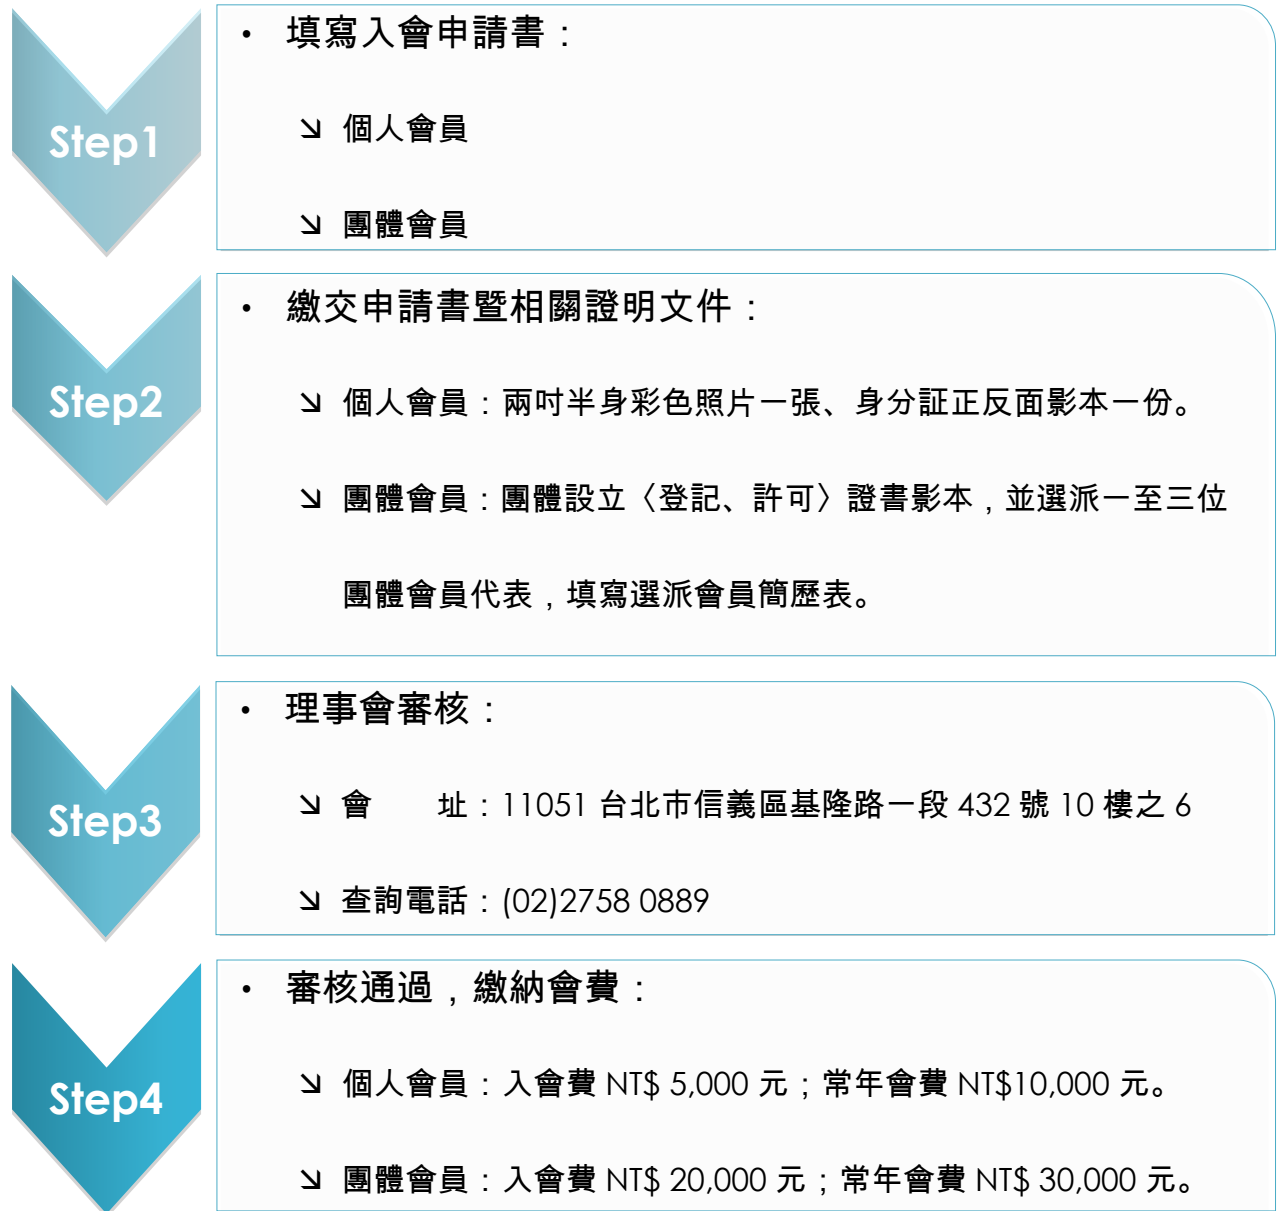 Step1
• 填寫入會申請書：
↘ 個人會員
↘ 團體會員
Step2
• 繳交申請書暨相關證明文件：
↘ 個人會員：兩吋半身彩色照片一張、身分証正反面影本一份。
↘ 團體會員：團體設立〈登記、許可〉證書影本，並選派一至三位
團體會員代表，填寫選派會員簡歷表。
Step3
• 理事會審核：
↘ 會　　址：11051 台北市信義區基隆路一段 432 號 10 樓之 6
↘ 查詢電話：(02)2758 0889
Step4
• 審核通過，繳納會費：
↘ 個人會員：入會費 NT$ 5,000 元；常年會費 NT$10,000 元。
↘ 團體會員：入會費 NT$ 20,000 元；常年會費 NT$ 30,000 元。